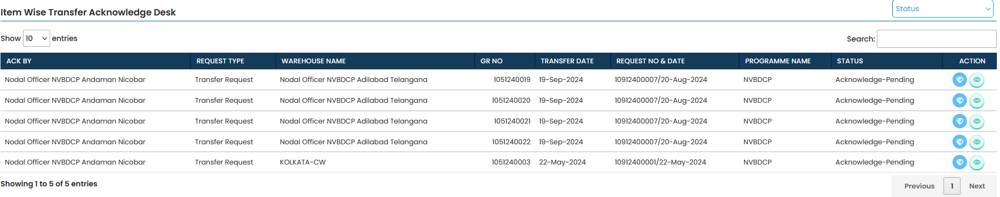 Item Wise Transfer Acknowledge Desk
Status
Show 10 entries
Search:
ACK BY REQUEST TYPE WAREHOUSE NAME GR NO TRANSFER DATE REQUEST NO & DATE PROGRAMME NAME STATUS ACTION
Nodal Officer NVBDCP Andaman Nicobar Transfer Request Nodal Officer NVBDCP Adilabad Telangana 1051240019 19-Sep-2024 10912400007/20-Aug-2024 NVBDCP Acknowledge-Pending
Nodal Officer NVBDCP Andaman Nicobar Transfer Request Nodal Officer NVBDCP Adilabad Telangana 1051240020 19-Sep-2024 10912400007/20-Aug-2024 NVBDCP Acknowledge-Pending
Nodal Officer NVBDCP Andaman Nicobar Transfer Request Nodal Officer NVBDCP Adilabad Telangana 1051240021 19-Sep-2024 10912400007/20-Aug-2024 NVBDCP Acknowledge-Pending
Nodal Officer NVBDCP Andaman Nicobar Transfer Request Nodal Officer NVBDCP Adilabad Telangana 1051240022 19-Sep-2024 10912400007/20-Aug-2024 NVBDCP Acknowledge-Pending
Nodal Officer NVBDCP Andaman Nicobar Transfer Request KOLKATA-CW 1051240003 22-May-2024 10912400001/22-May-2024 NVBDCP Acknowledge-Pending
Showing 1 to 5 of 5 entries
Previous 1 Next